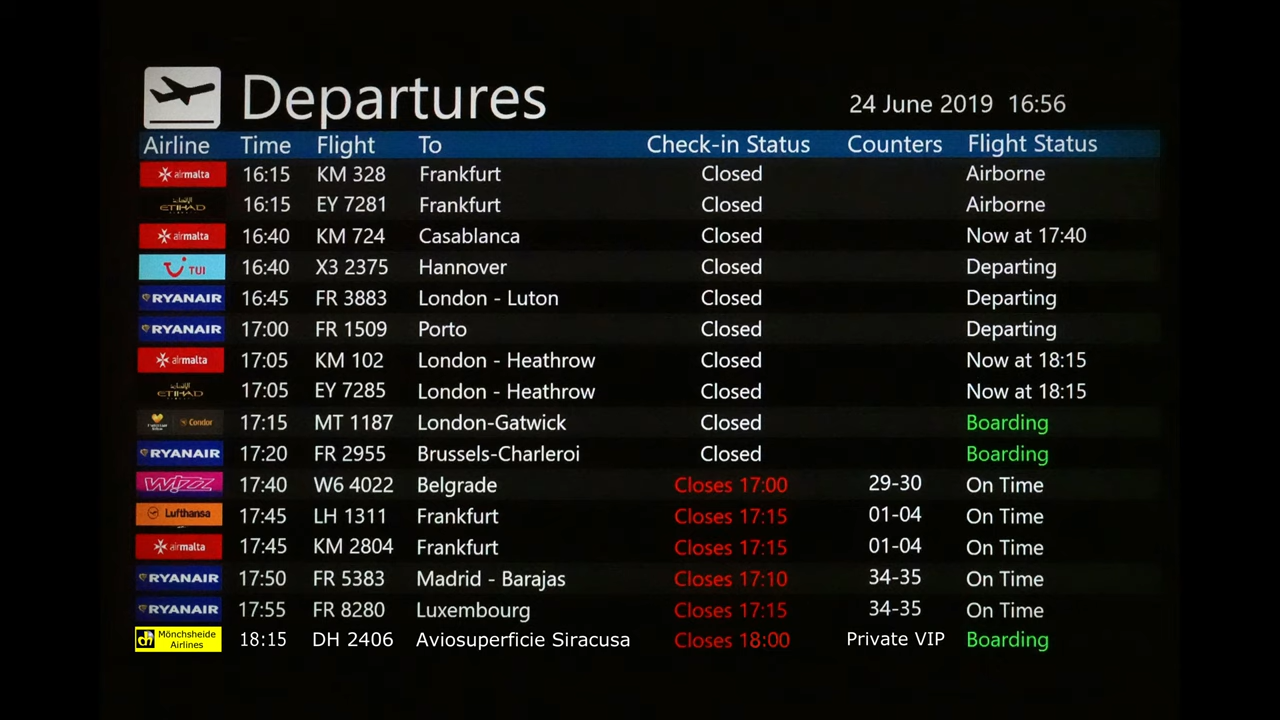 Departures
24 June 2019 16:56
Airline Time Flight To Check-in Status Counters Flight Status
airmalta 16:15 KM 328 Frankfurt Closed Airborne
ETIHAD 16:15 EY 7281 Frankfurt Closed Airborne
airmalta 16:40 KM 724 Casablanca Closed Now at 17:40
TUI 16:40 X3 2375 Hannover Closed Departing
RYANAIR 16:45 FR 3883 London - Luton Closed Departing
RYANAIR 17:00 FR 1509 Porto Closed Departing
airmalta 17:05 KM 102 London - Heathrow Closed Now at 18:15
ETIHAD 17:05 EY 7285 London - Heathrow Closed Now at 18:15
Condor 17:15 MT 1187 London-Gatwick Closed Boarding
RYANAIR 17:20 FR 2955 Brussels-Charleroi Closed Boarding
WIZZ 17:40 W6 4022 Belgrade Closes 17:00 29-30 On Time
Lufthansa 17:45 LH 1311 Frankfurt Closes 17:15 01-04 On Time
airmalta 17:45 KM 2804 Frankfurt Closes 17:15 01-04 On Time
RYANAIR 17:50 FR 5383 Madrid - Barajas Closes 17:10 34-35 On Time
RYANAIR 17:55 FR 8280 Luxembourg Closes 17:15 34-35 On Time
dh Mönchsheide Airlines 18:15 DH 2406 Aviosuperficie Siracusa Closes 18:00 Private VIP Boarding